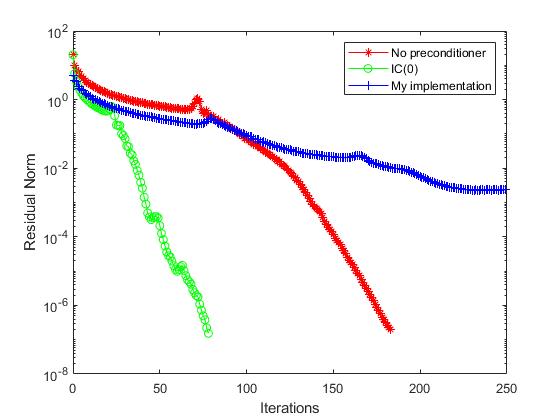 10^2
10^0
10^-2
10^-4
10^-6
10^-8
Residual Norm
No preconditioner
IC(0)
My implementation
0 50 100 150 200 250
Iterations